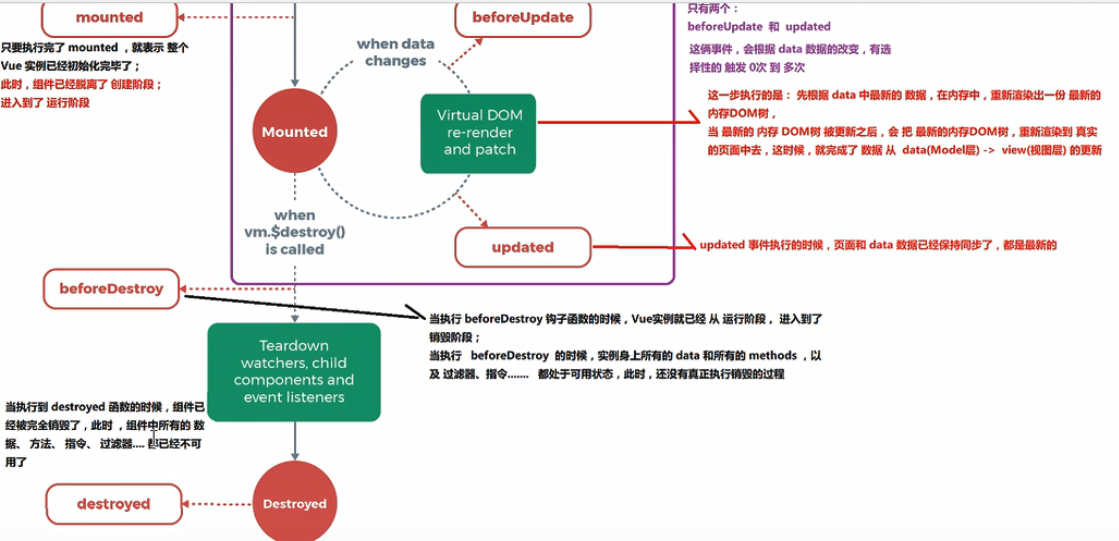 mounted
beforeUpdate
只有两个：
beforeUpdate 和 updated
这俩事件，会根据 data 数据的改变，有选
择性的 触发 0次 到 多次
只要执行完了 mounted ，就表示 整个
Vue 实例已经初始化完毕了；
此时，组件已经脱离了 创建阶段；
进入到了 运行阶段
when data
changes
Mounted
Virtual DOM
re-render
and patch
这一步执行的是： 先根据 data 中最新的 数据，在内存中，重新渲染出一份 最新的
内存DOM树，
当 最新的 内存 DOM树 被更新之后，会 把 最新的内存DOM树，重新渲染到 真实
的页面中去，这时候，就完成了 数据 从 data(Model层) -> view(视图层) 的更新
when
vm.$destroy()
is called
updated
updated 事件执行的时候，页面和 data 数据已经保持同步了，都是最新的
beforeDestroy
当执行 beforeDestroy 钩子函数的时候，Vue实例就已经 从 运行阶段， 进入到了
销毁阶段；
当执行 beforeDestroy 的时候，实例身上所有的 data 和所有的 methods ，以
及 过滤器、指令....... 都处于可用状态，此时，还没有真正执行销毁的过程
Teardown
watchers, child
components and
event listeners
当执行到 destroyed 函数的时候，组件已
经被完全销毁了，此时 ，组件中所有的 数
据、 方法、 指令、 过滤器.... 都已经不可
用了
destroyed
Destroyed